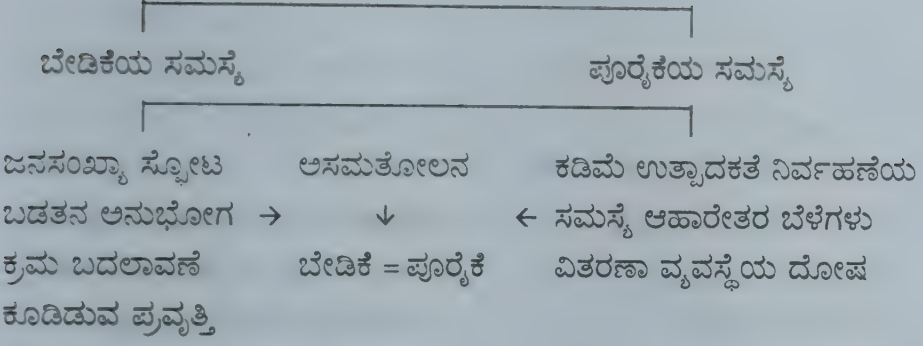 ಬೇಡಿಕೆಯ ಸಮಸ್ಯೆ ಪೂರೈಕೆಯ ಸಮಸ್ಯೆ
ಜನಸಂಖ್ಯಾ ಸ್ಫೋಟ ಅಸಮತೋಲನ ಕಡಿಮೆ ಉತ್ಪಾದಕತೆ ನಿರ್ವಹಣೆಯ
ಬಡತನ ಅನುಭೋಗ → ↓ ← ಸಮಸ್ಯೆ ಆಹಾರೇತರ ಬೆಳೆಗಳು
ಕ್ರಮ ಬದಲಾವಣೆ ಬೇಡಿಕೆ = ಪೂರೈಕೆ ವಿತರಣಾ ವ್ಯವಸ್ಥೆಯ ದೋಷ
ಕೂಡಿಡುವ ಪ್ರವೃತ್ತಿ